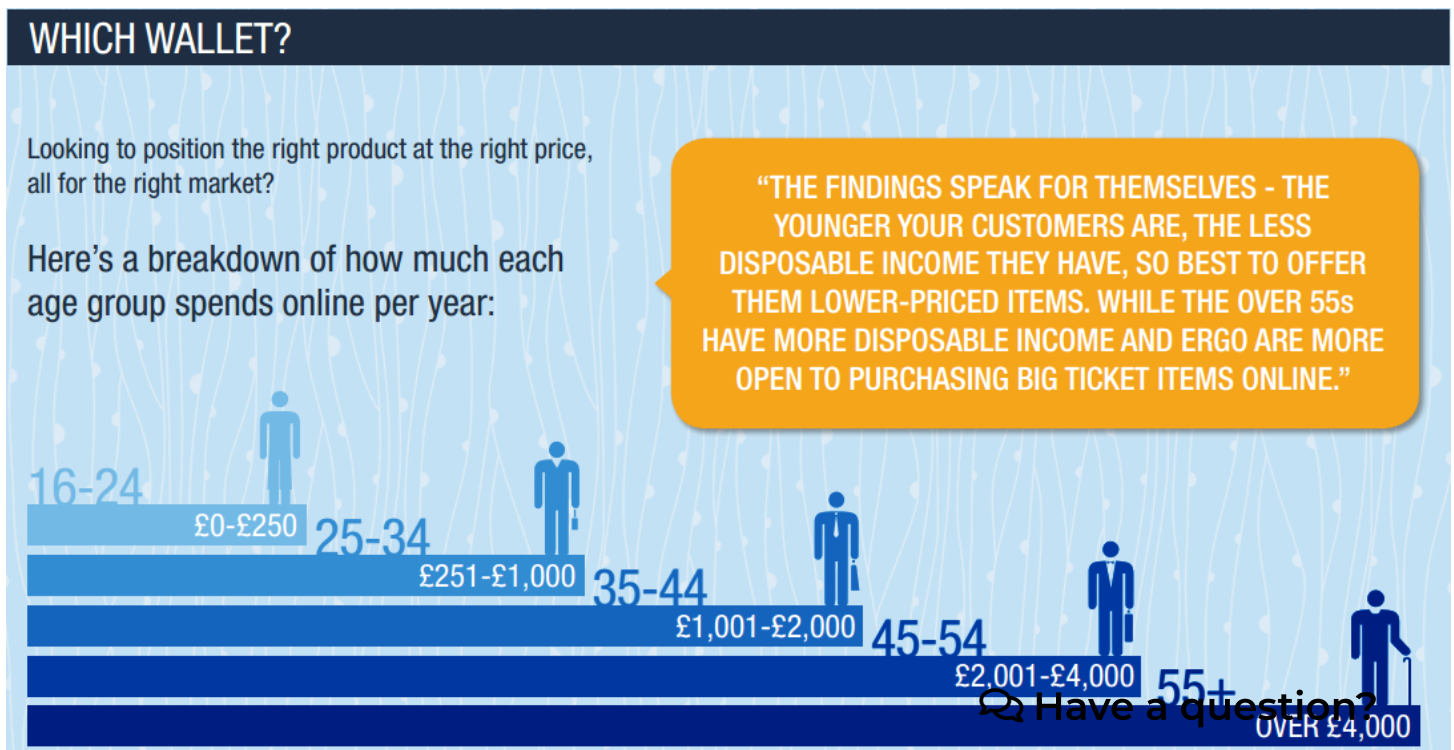 WHICH WALLET?
Looking to position the right product at the right price,
all for the right market?
Here's a breakdown of how much each
age group spends online per year:
“THE FINDINGS SPEAK FOR THEMSELVES - THE
YOUNGER YOUR CUSTOMERS ARE, THE LESS
DISPOSABLE INCOME THEY HAVE, SO BEST TO OFFER
THEM LOWER-PRICED ITEMS. WHILE THE OVER 55s
HAVE MORE DISPOSABLE INCOME AND ERGO ARE MORE
OPEN TO PURCHASING BIG TICKET ITEMS ONLINE.”
16-24
£0-£250
25-34
£251-£1,000
35-44
£1,001-£2,000
45-54
£2,001-£4,000
55+
Have a question?
OVER £4,000